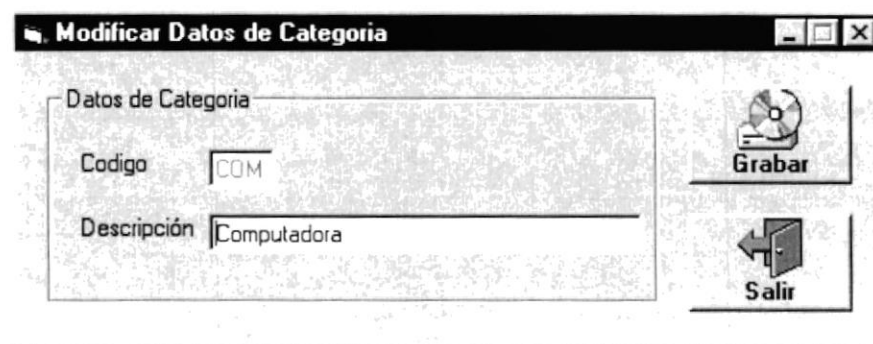 Modificar Datos de Categoria
Datos de Categoria
Codigo COM
Descripción Computadora
Grabar
Salir